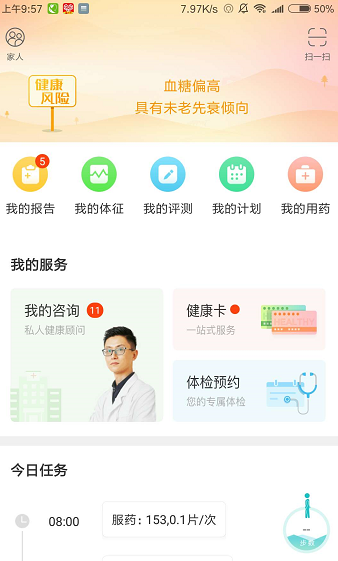 上午9:57
7.97K/s
50%
家人
扫一扫
健康
风险
血糖偏高
具有未老先衰倾向
5
我的报告
我的体征
我的评测
我的计划
我的用药
我的服务
我的咨询 11
私人健康顾问
健康卡
一站式服务
体检预约
您的专属体检
今日任务
08:00
服药：153,0.1片/次
--
步数